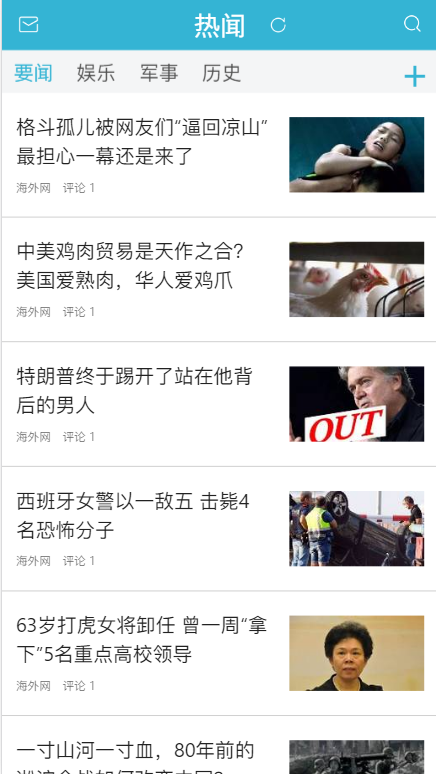 热闻
要闻 娱乐 军事 历史
格斗孤儿被网友们“逼回凉山”
最担心一幕还是来了
海外网 评论 1
中美鸡肉贸易是天作之合?
美国爱熟肉，华人爱鸡爪
海外网 评论 1
特朗普终于踢开了站在他背
后的男人
海外网 评论 1
OUT
西班牙女警以一敌五 击毙4
名恐怖分子
海外网 评论 1
63岁打虎女将卸任 曾一周“拿
下”5名重点高校领导
海外网 评论 1
一寸山河一寸血，80年前的